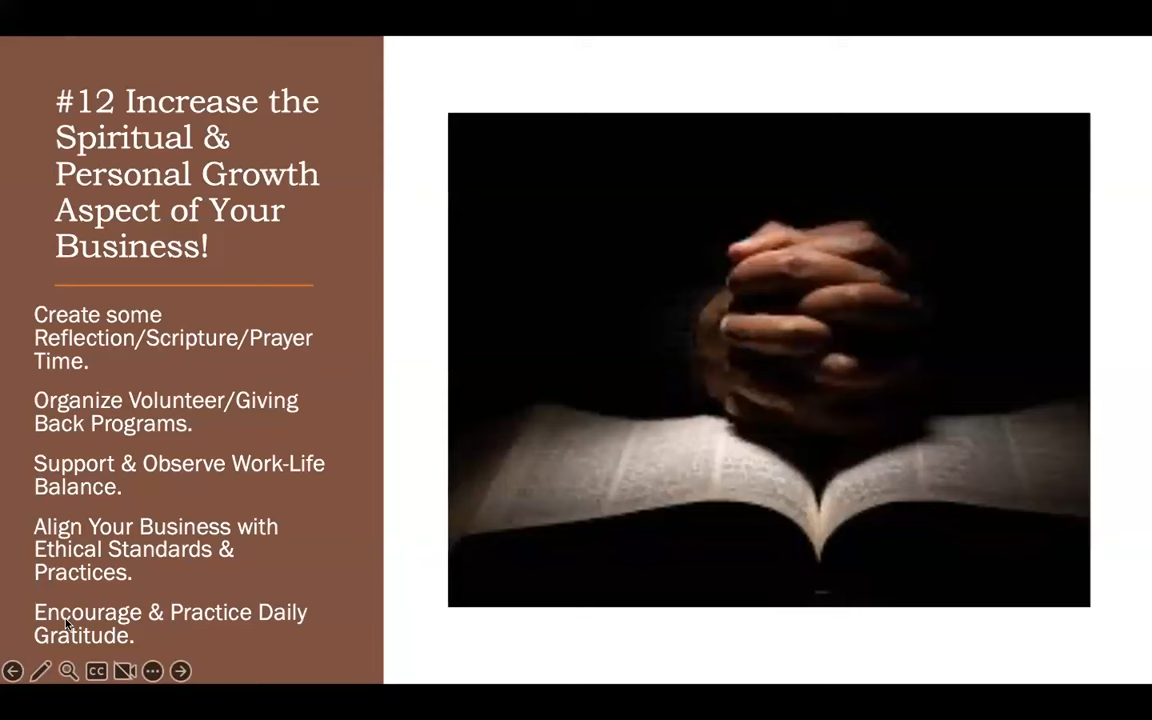 #12 Increase the
Spiritual &
Personal Growth
Aspect of Your
Business!
Create some
Reflection/Scripture/Prayer
Time.
Organize Volunteer/Giving
Back Programs.
Support & Observe Work-Life
Balance.
Align Your Business with
Ethical Standards &
Practices.
Encourage & Practice Daily
Gratitude.
CC